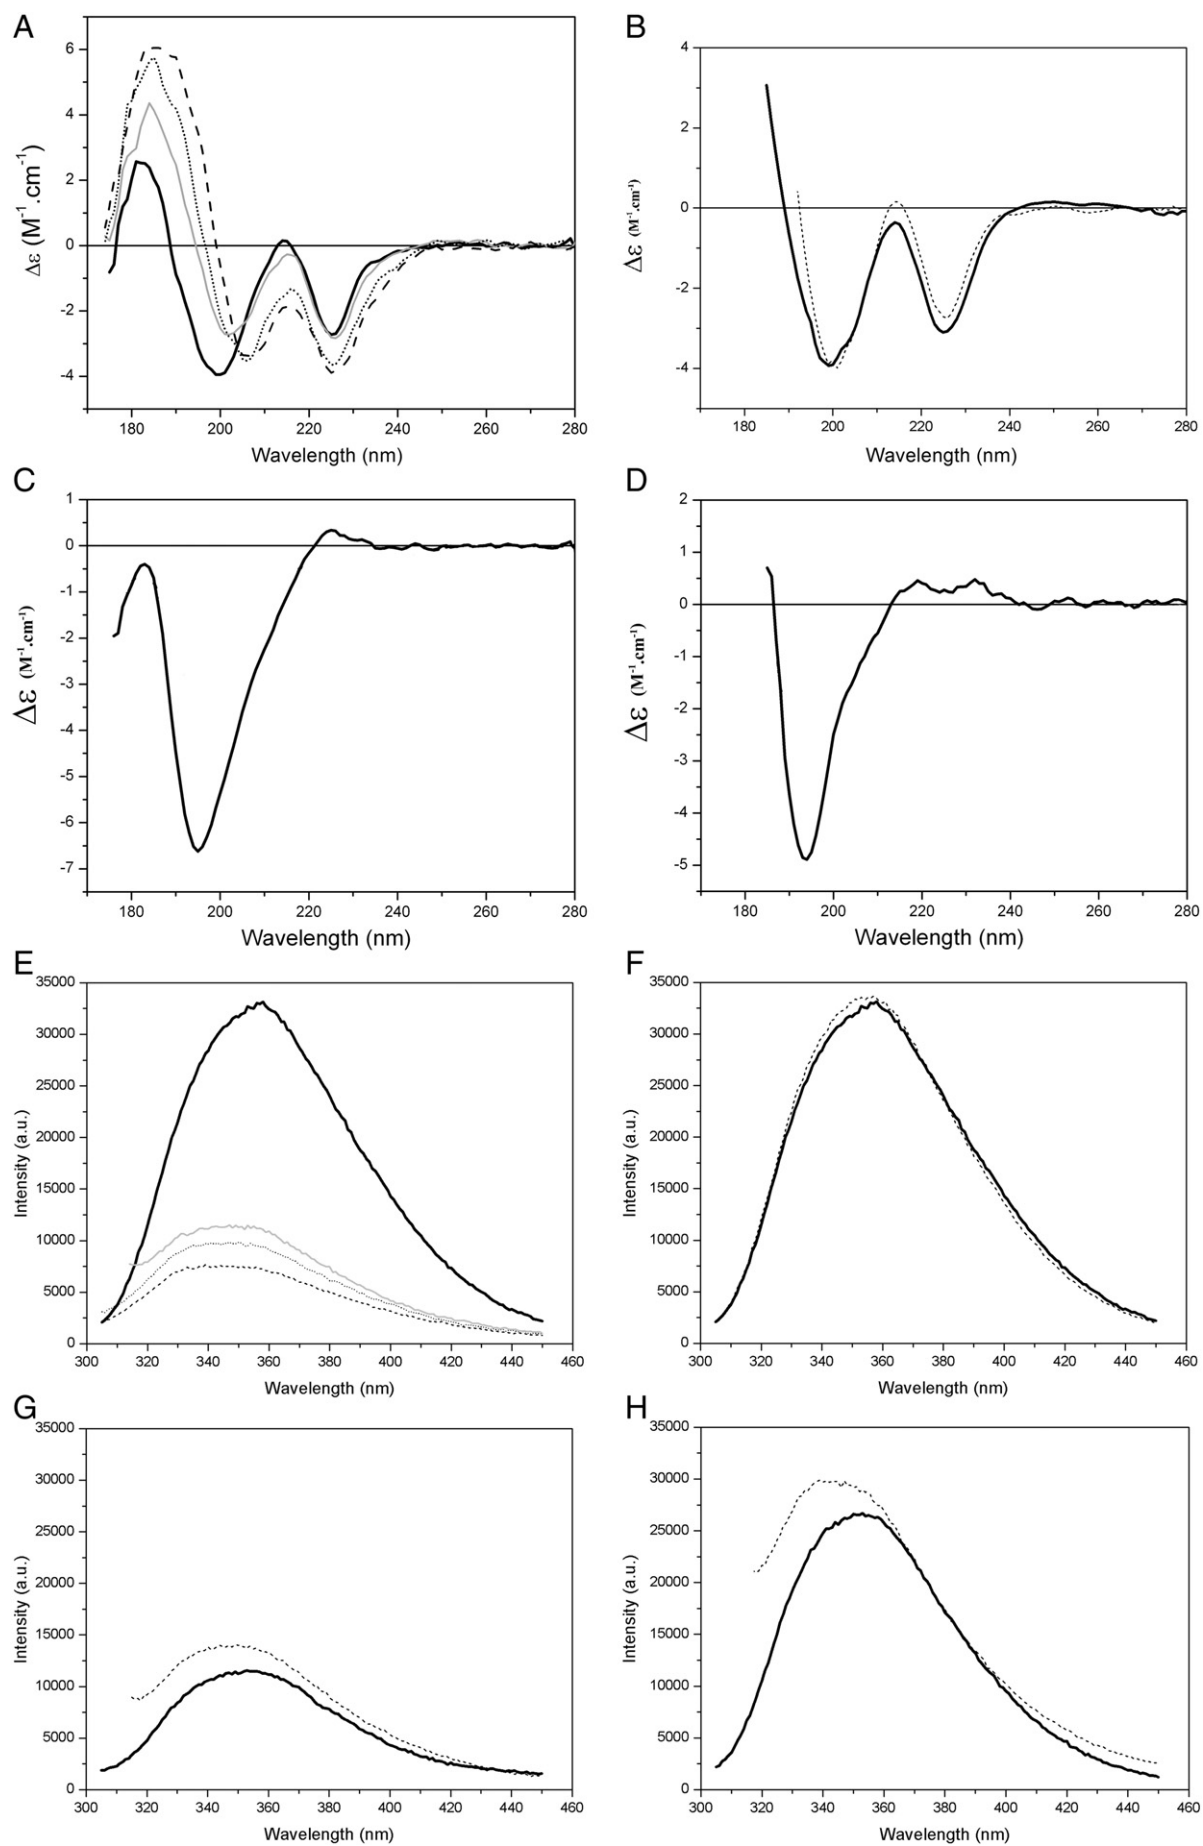 A
6
4
2
0
-2
-4
Δε (M⁻¹.cm⁻¹)
180 200 220 240 260 280
Wavelength (nm)
B
4
2
0
-2
-4
Δε (M⁻¹.cm⁻¹)
180 200 220 240 260 280
Wavelength (nm)
C
1
0
-1
-2
-3
-4
-5
-6
-7
Δε (M⁻¹.cm⁻¹)
180 200 220 240 260 280
Wavelength (nm)
D
2
1
0
-1
-2
-3
-4
-5
Δε (M⁻¹.cm⁻¹)
180 200 220 240 260 280
Wavelength (nm)
E
35000
30000
25000
20000
15000
10000
5000
0
Intensity (a.u.)
300 320 340 360 380 400 420 440 460
Wavelength (nm)
F
35000
30000
25000
20000
15000
10000
5000
0
Intensity (a.u.)
300 320 340 360 380 400 420 440 460
Wavelength (nm)
G
35000
30000
25000
20000
15000
10000
5000
0
Intensity (a.u.)
300 320 340 360 380 400 420 440 460
Wavelength (nm)
H
35000
30000
25000
20000
15000
10000
5000
0
Intensity (a.u.)
300 320 340 360 380 400 420 440 460
Wavelength (nm)